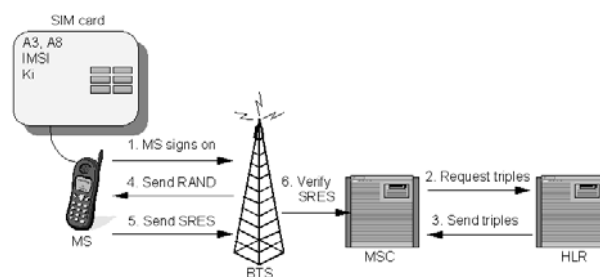 SIM card
A3, A8
IMSI
Ki
1. MS signs on
4. Send RAND
5. Send SRES
MS
BTS
6. Verify
SRES
2. Request triples
3. Send triples
MSC
HLR